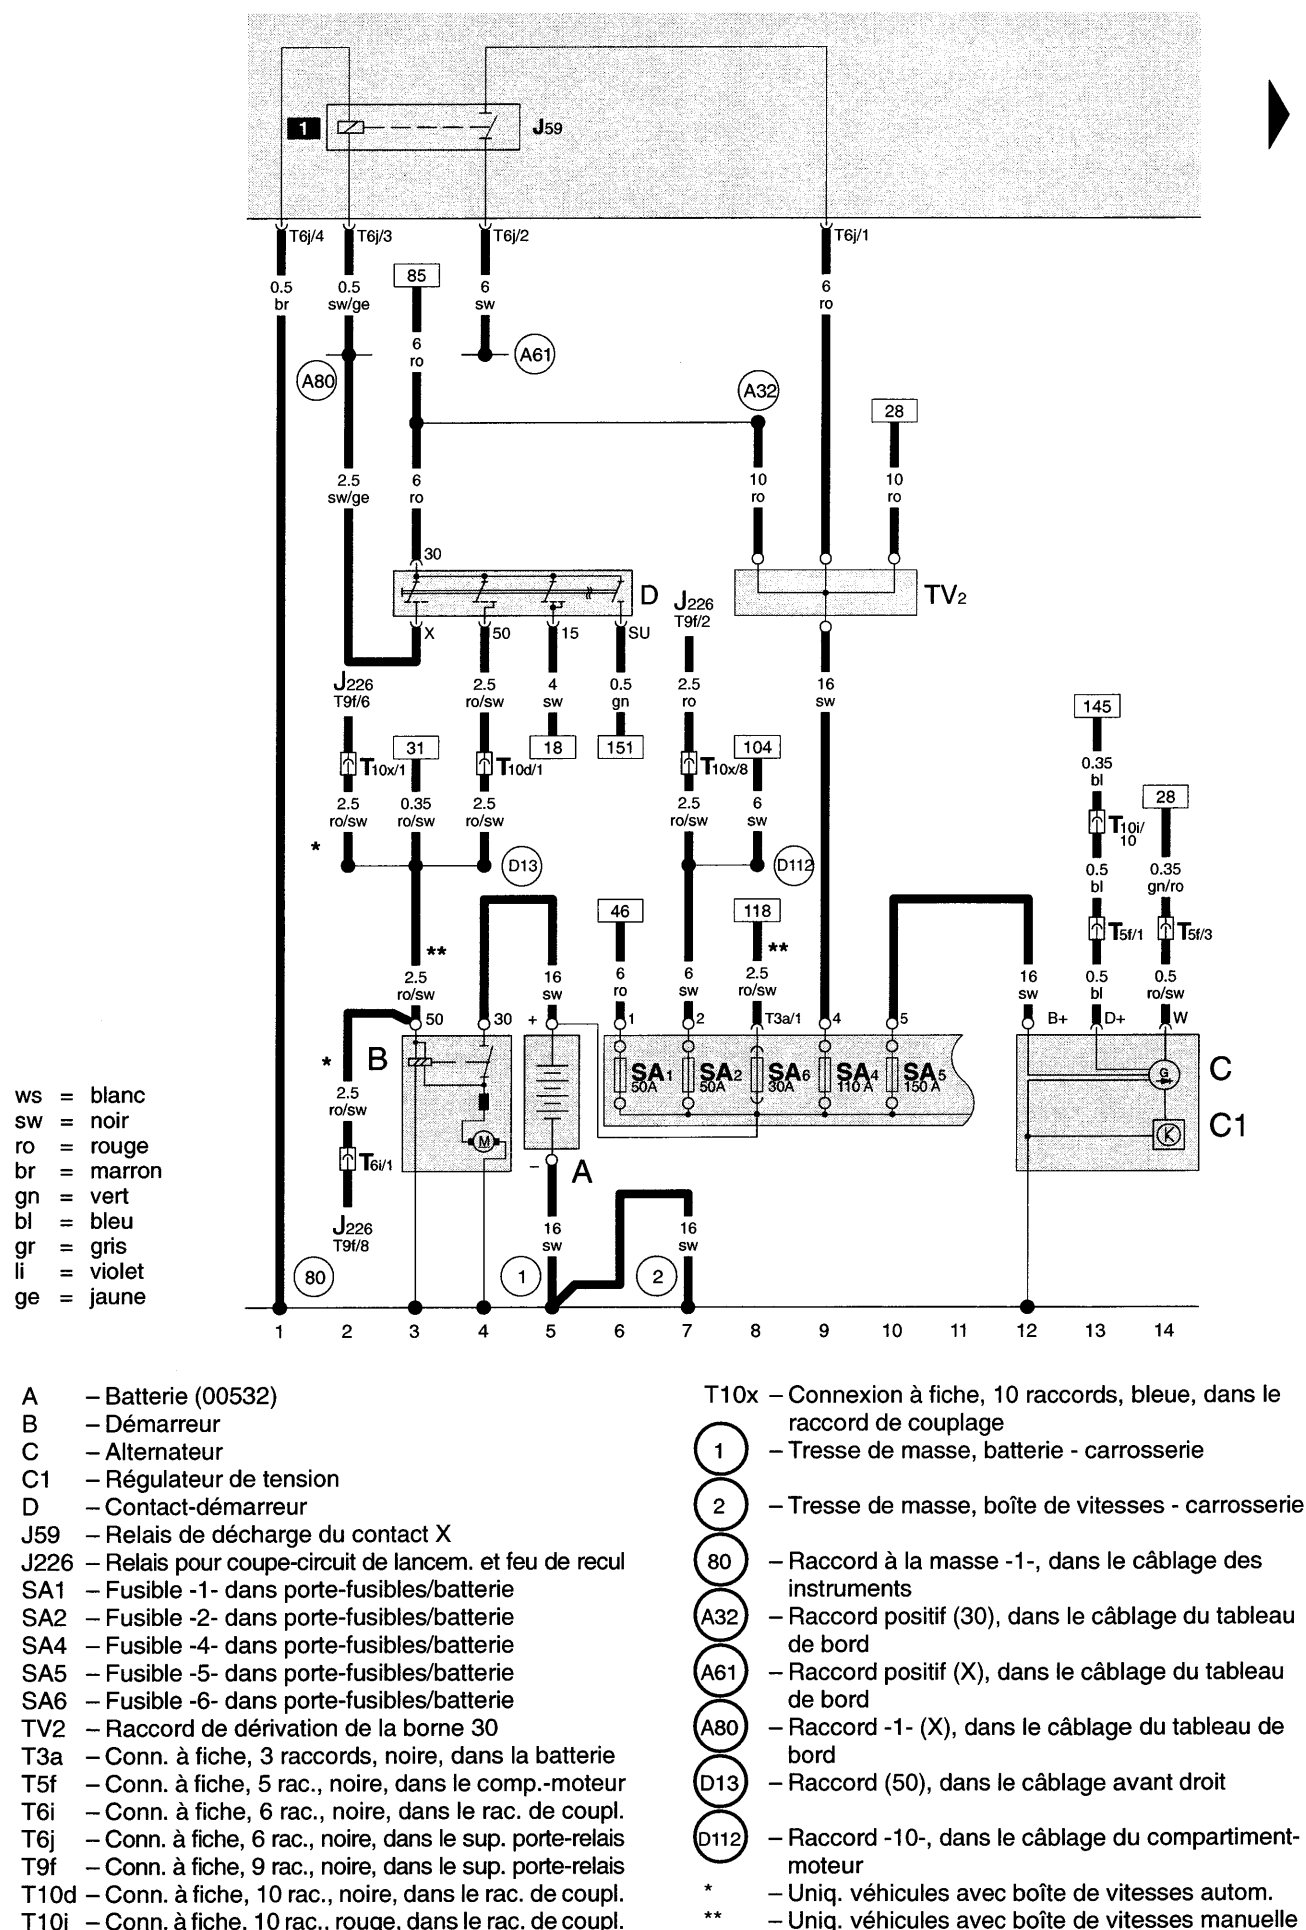 1
J59
T6j/4 T6j/3 T6j/2 T6j/1
0.5 0.5 85 6 6
br sw/ge sw ro
6
ro
A80 A61 A32
28
2.5 6 10 10
sw/ge ro ro ro
30
D TV2
J226
T9f/2
X 50 15 SU
J226
T9f/6
2.5 4 0.5 2.5 16
ro/sw sw gn ro sw
145
31 18 151 104
T10x/1 T10d/1 T10x/8
0.35
bl
28
2.5 0.35 2.5 2.5 6
ro/sw ro/sw ro/sw ro/sw sw
T10i/
10
*
D13 D112
0.5 0.35
bl gn/ro
46 118
T5f/1 T5f/3
** **
2.5 16 6 6 2.5 16 0.5 0.5
ro/sw sw ro sw ro/sw sw bl ro/sw
50 30 + 1 2 T3a/1 4 5 B+ D+ W
* B
SA1 SA2 SA6 SA4 SA5
50A 50A 30A 110A 150A
G C
2.5
ro/sw
M K C1
T6i/1
− A
J226
T9f/8
16 16
sw sw
80 1 2
1 2 3 4 5 6 7 8 9 10 11 12 13 14
ws = blanc
sw = noir
ro = rouge
br = marron
gn = vert
bl = bleu
gr = gris
li = violet
ge = jaune
A – Batterie (00532)
B – Démarreur
C – Alternateur
C1 – Régulateur de tension
D – Contact-démarreur
J59 – Relais de décharge du contact X
J226 – Relais pour coupe-circuit de lancem. et feu de recul
SA1 – Fusible -1- dans porte-fusibles/batterie
SA2 – Fusible -2- dans porte-fusibles/batterie
SA4 – Fusible -4- dans porte-fusibles/batterie
SA5 – Fusible -5- dans porte-fusibles/batterie
SA6 – Fusible -6- dans porte-fusibles/batterie
TV2 – Raccord de dérivation de la borne 30
T3a – Conn. à fiche, 3 raccords, noire, dans la batterie
T5f – Conn. à fiche, 5 rac., noire, dans le comp.-moteur
T6i – Conn. à fiche, 6 rac., noire, dans le rac. de coupl.
T6j – Conn. à fiche, 6 rac., noire, dans le sup. porte-relais
T9f – Conn. à fiche, 9 rac., noire, dans le sup. porte-relais
T10d – Conn. à fiche, 10 rac., noire, dans le rac. de coupl.
T10i – Conn. à fiche, 10 rac., rouge, dans le rac. de coupl.
T10x – Connexion à fiche, 10 raccords, bleue, dans le
raccord de couplage
1 – Tresse de masse, batterie - carrosserie
2 – Tresse de masse, boîte de vitesses - carrosserie
80 – Raccord à la masse -1-, dans le câblage des
instruments
A32 – Raccord positif (30), dans le câblage du tableau
de bord
A61 – Raccord positif (X), dans le câblage du tableau
de bord
A80 – Raccord -1- (X), dans le câblage du tableau de
bord
D13 – Raccord (50), dans le câblage avant droit
D112 – Raccord -10-, dans le câblage du compartiment-
moteur
* – Uniq. véhicules avec boîte de vitesses autom.
** – Uniq. véhicules avec boîte de vitesses manuelle